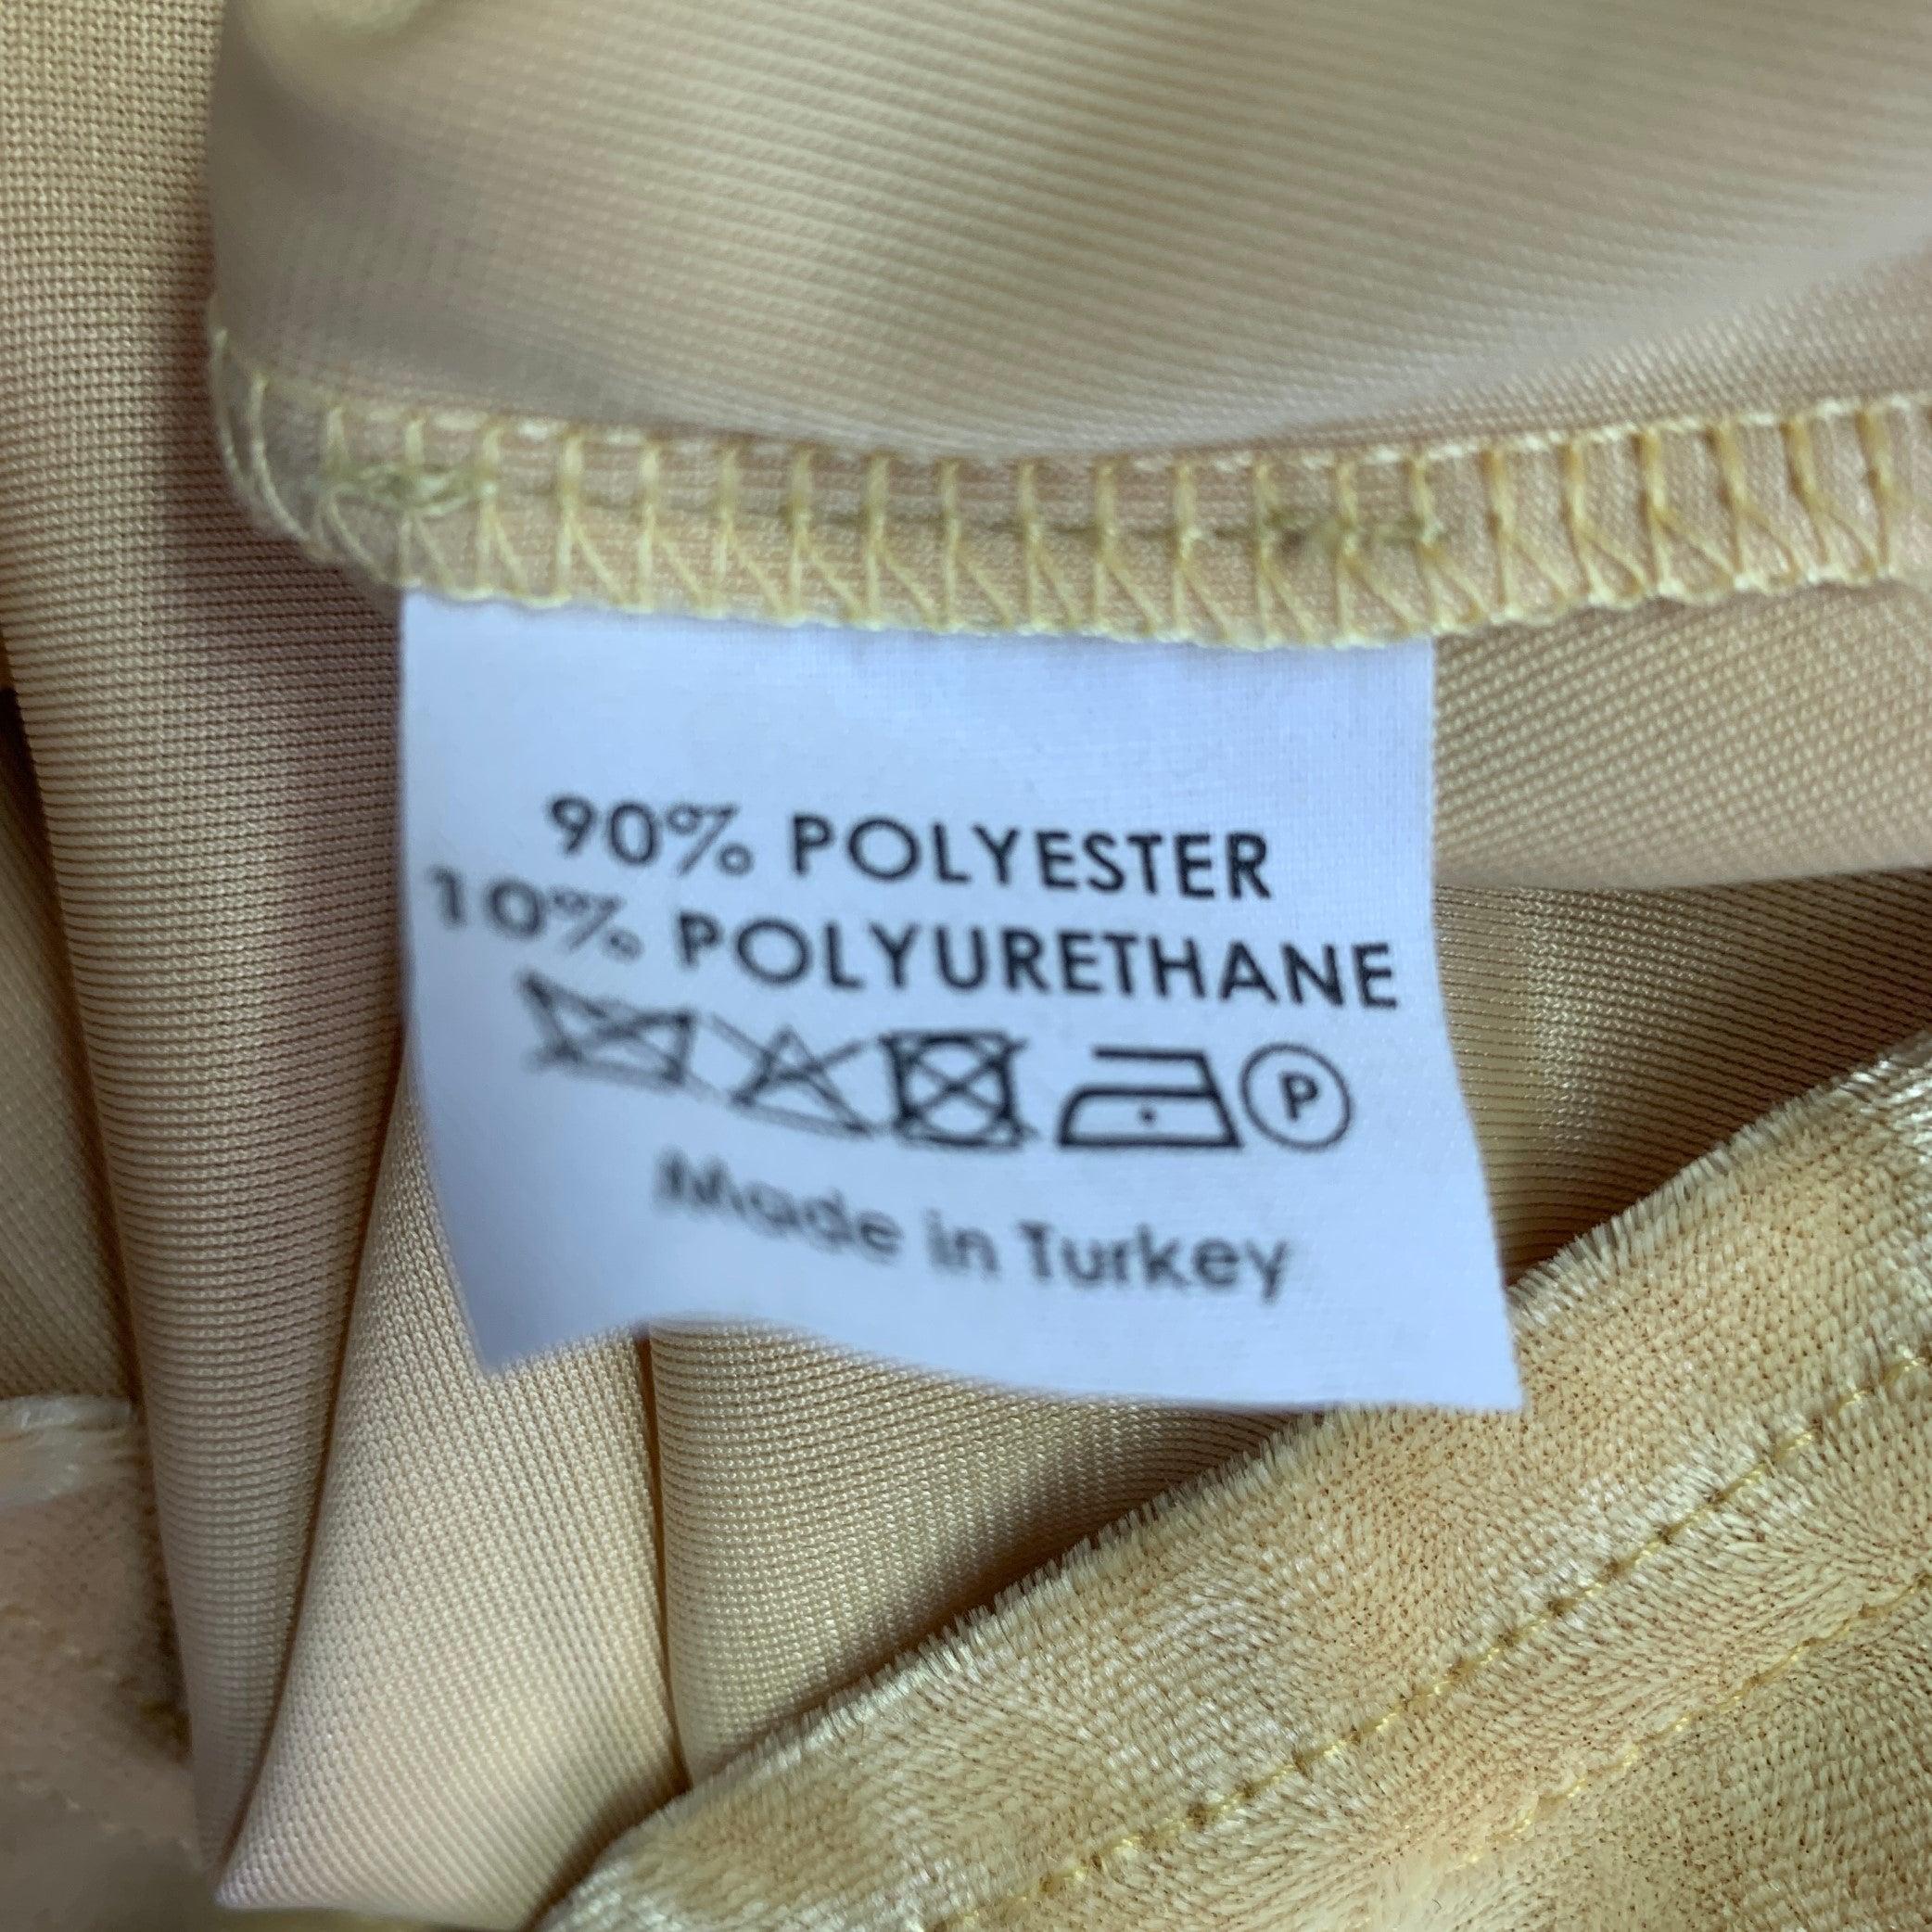 90% POLYESTER
10% POLYURETHANE
P
Made in Turkey